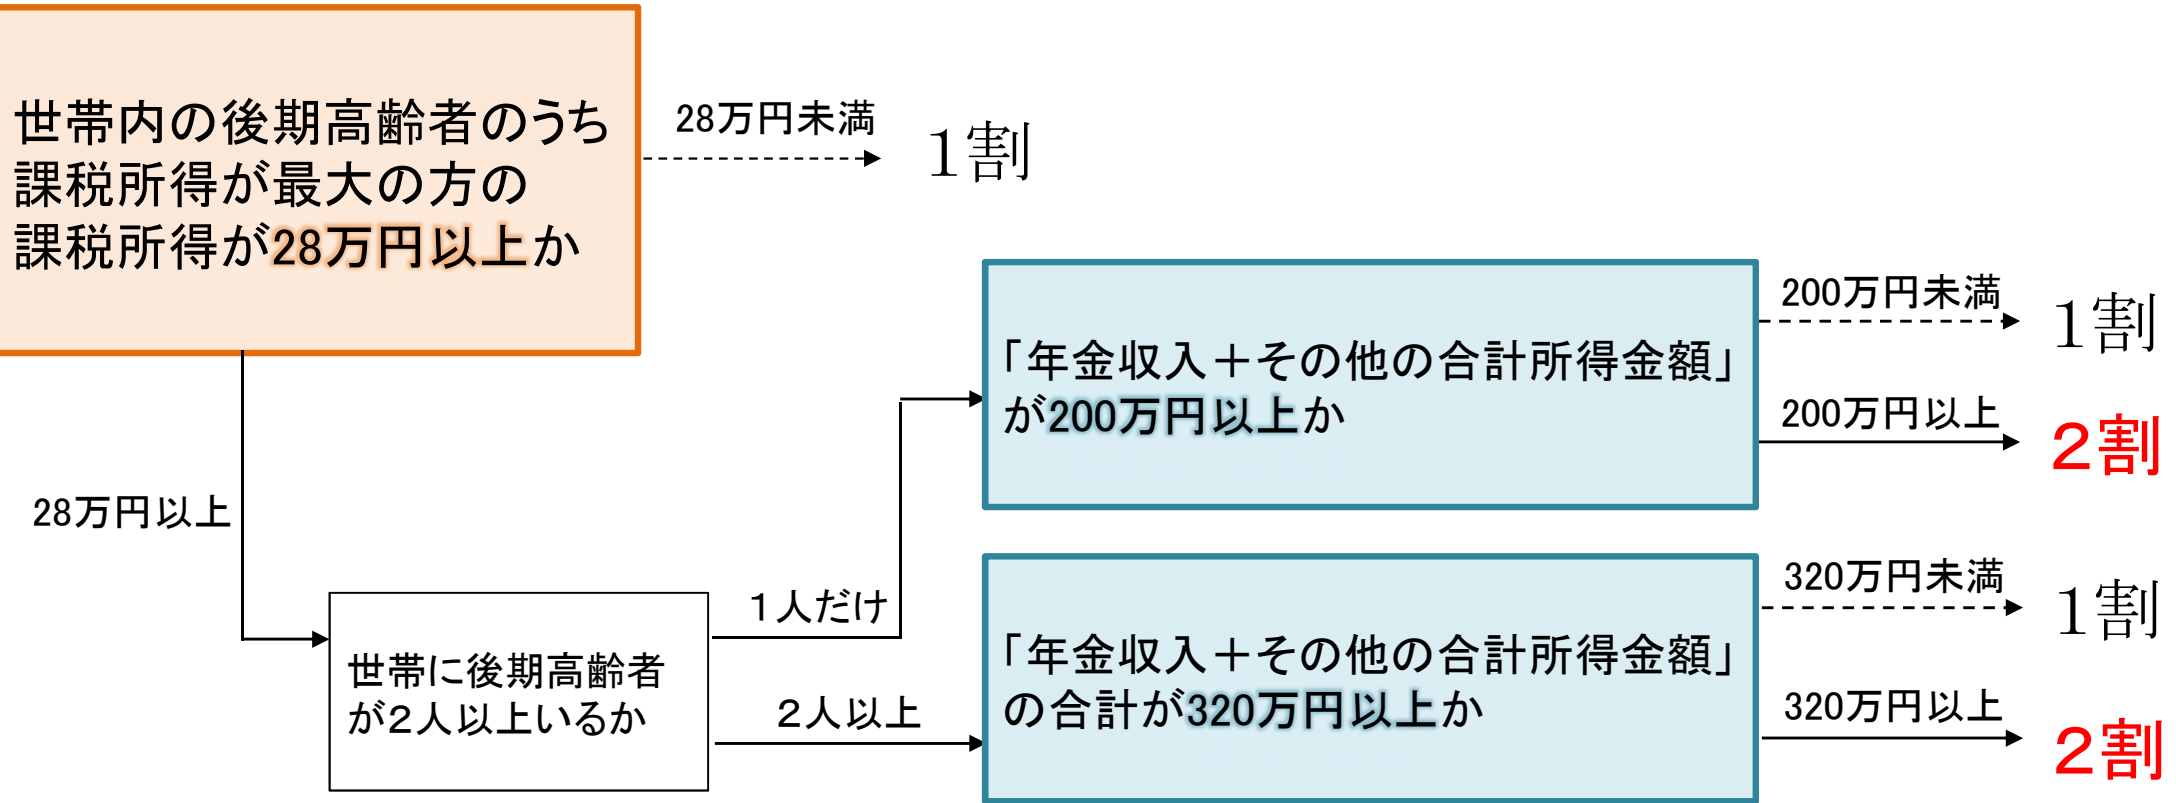 世帯内の後期高齢者のうち
課税所得が最大の方の
課税所得が28万円以上か
28万円未満
1割
28万円以上
世帯に後期高齢者
が２人以上いるか
１人だけ
２人以上
「年金収入＋その他の合計所得金額」
が200万円以上か
200万円未満
1割
200万円以上
２割
「年金収入＋その他の合計所得金額」
の合計が320万円以上か
320万円未満
1割
320万円以上
２割